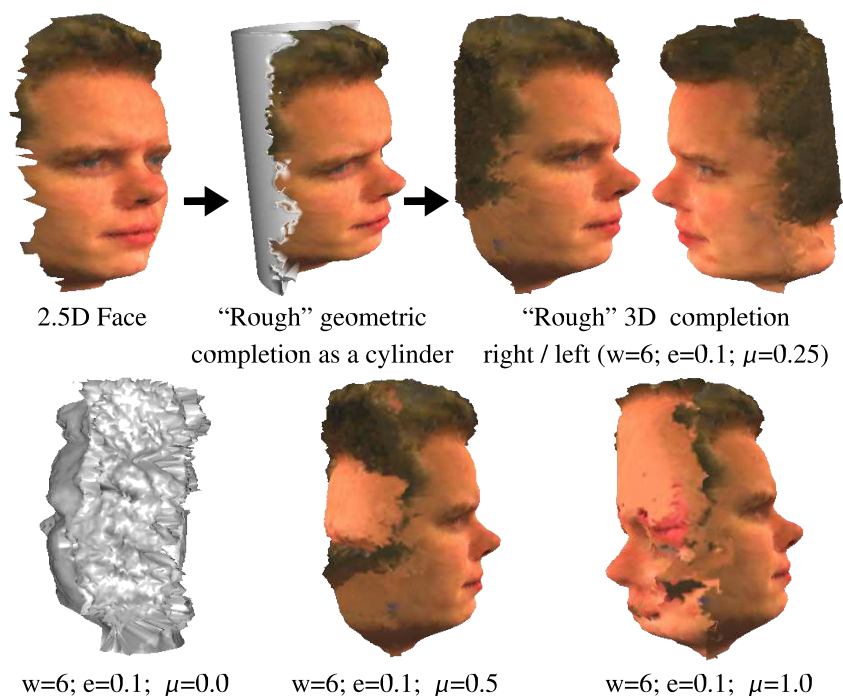 2.5D Face
“Rough” geometric
completion as a cylinder
“Rough” 3D completion
right / left (w=6; e=0.1; μ=0.25)
w=6; e=0.1; μ=0.0
w=6; e=0.1; μ=0.5
w=6; e=0.1; μ=1.0